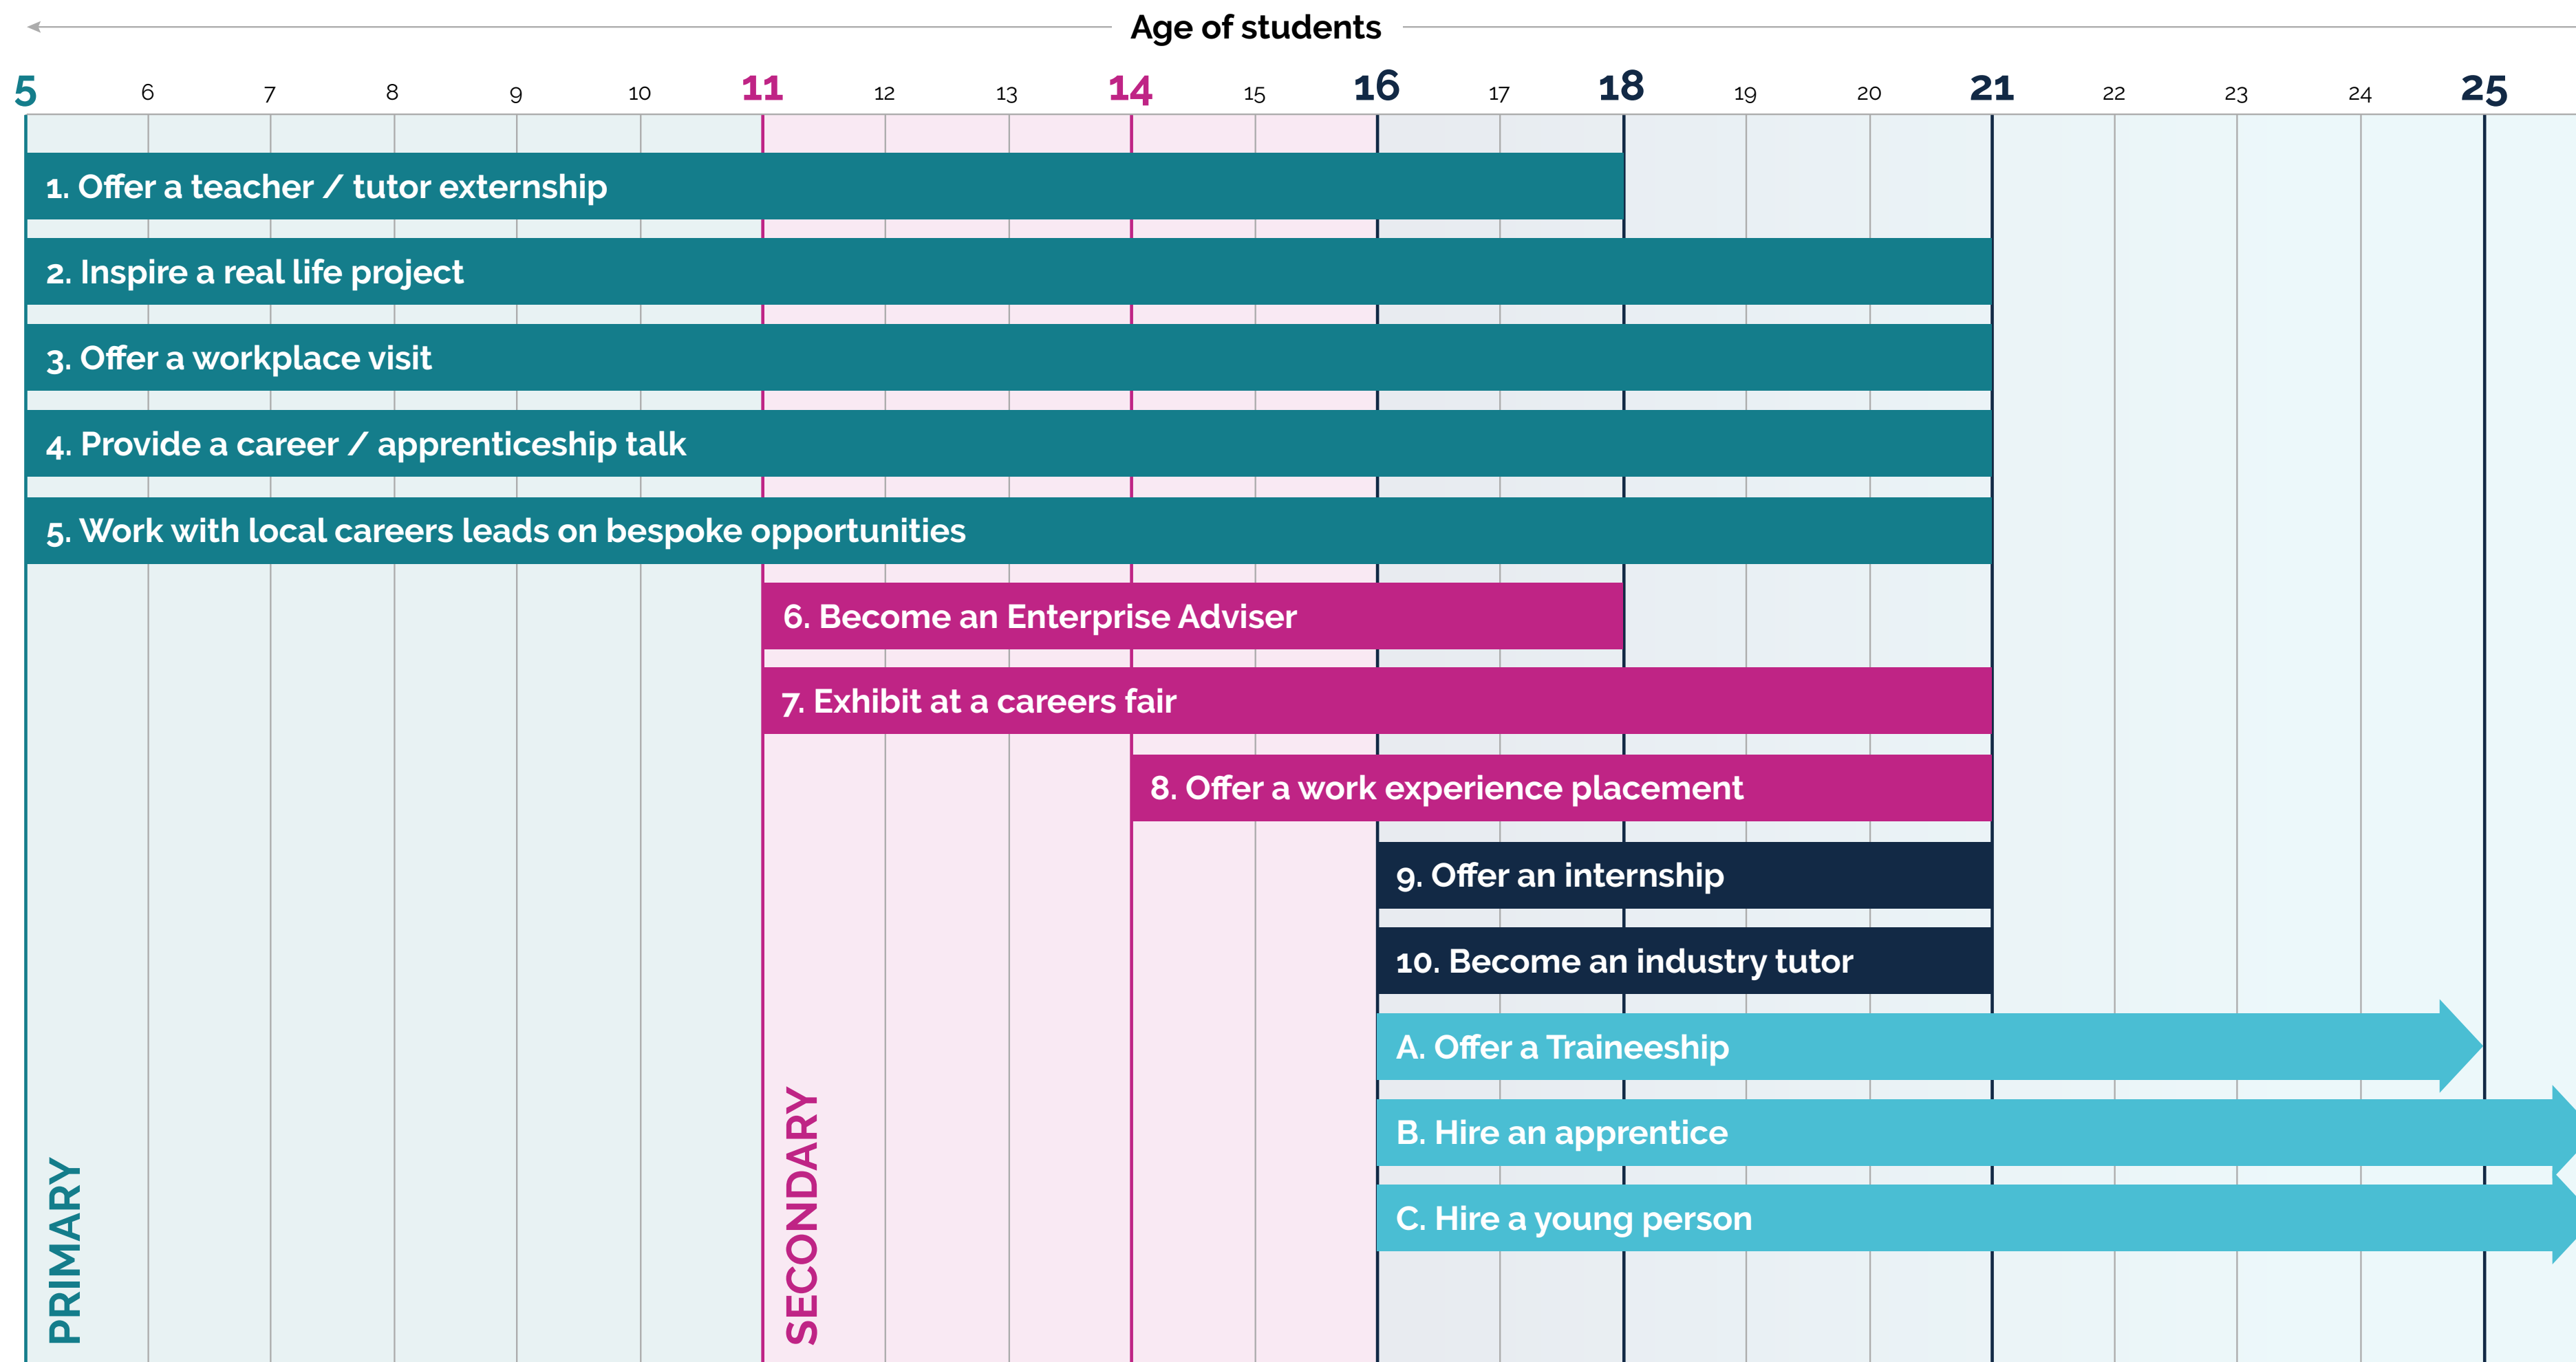 Age of students
5 6 7 8 9 10 11 12 13 14 15 16 17 18 19 20 21 22 23 24 25
1. Offer a teacher / tutor externship
2. Inspire a real life project
3. Offer a workplace visit
4. Provide a career / apprenticeship talk
5. Work with local careers leads on bespoke opportunities
6. Become an Enterprise Adviser
7. Exhibit at a careers fair
8. Offer a work experience placement
9. Offer an internship
10. Become an industry tutor
A. Offer a Traineeship
B. Hire an apprentice
C. Hire a young person
PRIMARY
SECONDARY